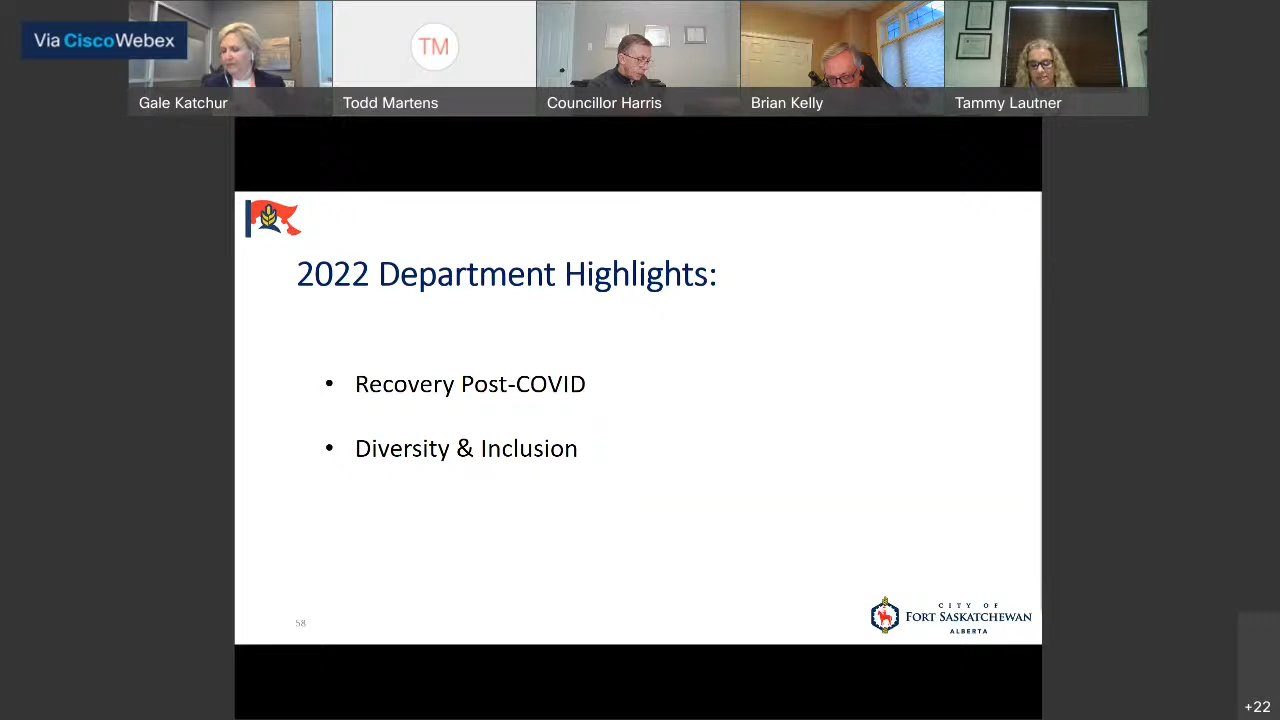 Via CiscoWebex
TM
Gale Katchur
Todd Martens
Councillor Harris
Brian Kelly
Tammy Lautner
2022 Department Highlights:
• Recovery Post-COVID
• Diversity & Inclusion
58
CITY OF
FORT SASKATCHEWAN
ALBERTA
+22